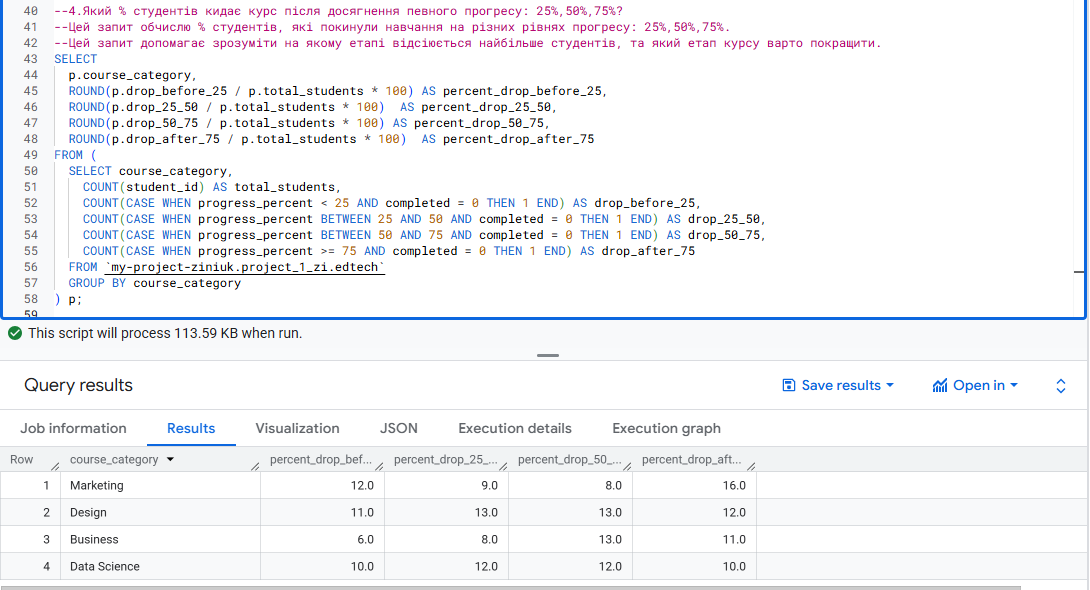 40 --4.Який % студентів кидає курс після досягнення певного прогресу: 25%,50%,75%?
41 --Цей запит обчислю % студентів, які покинули навчання на різних рівнях прогресу: 25%,50%,75%.
42 --Цей запит допомагає зрозуміти на якому етапі відсіюється найбільше студентів, та який етап курсу варто покращити.
43 SELECT
44 p.course_category,
45 ROUND(p.drop_before_25 / p.total_students * 100) AS percent_drop_before_25,
46 ROUND(p.drop_25_50 / p.total_students * 100)  AS percent_drop_25_50,
47 ROUND(p.drop_50_75 / p.total_students * 100) AS percent_drop_50_75,
48 ROUND(p.drop_after_75 / p.total_students * 100)  AS percent_drop_after_75
49 FROM (
50 SELECT course_category,
51 COUNT(student_id) AS total_students,
52 COUNT(CASE WHEN progress_percent < 25 AND completed = 0 THEN 1 END) AS drop_before_25,
53 COUNT(CASE WHEN progress_percent BETWEEN 25 AND 50 AND completed = 0 THEN 1 END) AS drop_25_50,
54 COUNT(CASE WHEN progress_percent BETWEEN 50 AND 75 AND completed = 0 THEN 1 END) AS drop_50_75,
55 COUNT(CASE WHEN progress_percent >= 75 AND completed = 0 THEN 1 END) AS drop_after_75
56 FROM `my-project-ziniuk.project_1_zi.edtech`
57 GROUP BY course_category
58 ) p;
59
This script will process 113.59 KB when run.
Query results Save results Open in
Job information Results Visualization JSON Execution details Execution graph
Row course_category percent_drop_bef... percent_drop_25_... percent_drop_50_... percent_drop_aft...
1 Marketing 12.0 9.0 8.0 16.0
2 Design 11.0 13.0 13.0 12.0
3 Business 6.0 8.0 13.0 11.0
4 Data Science 10.0 12.0 12.0 10.0